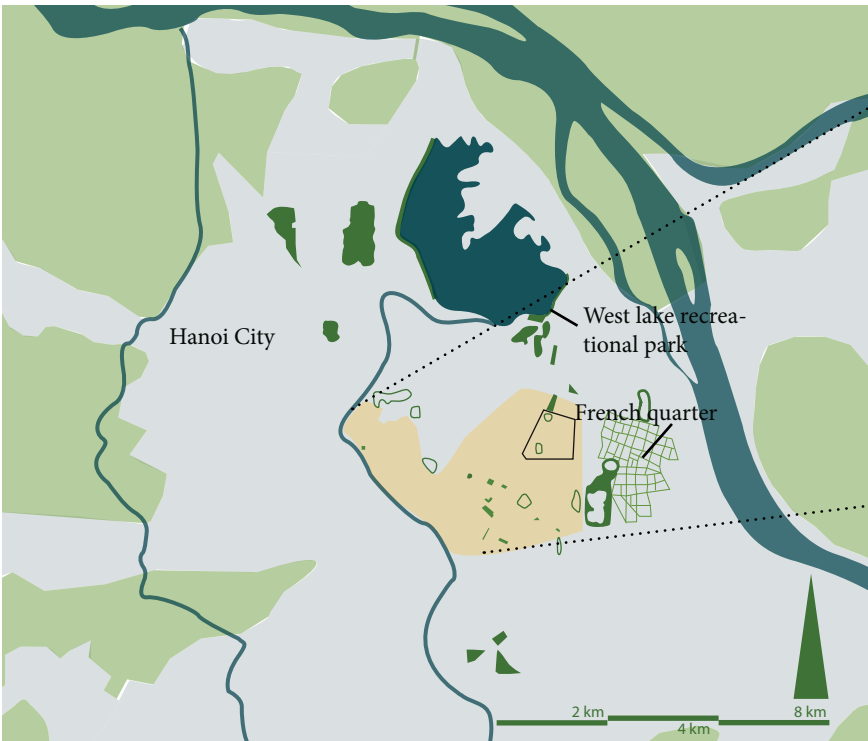 Hanoi City
West lake recrea-
tional park
French quarter
2 km
4 km
8 km